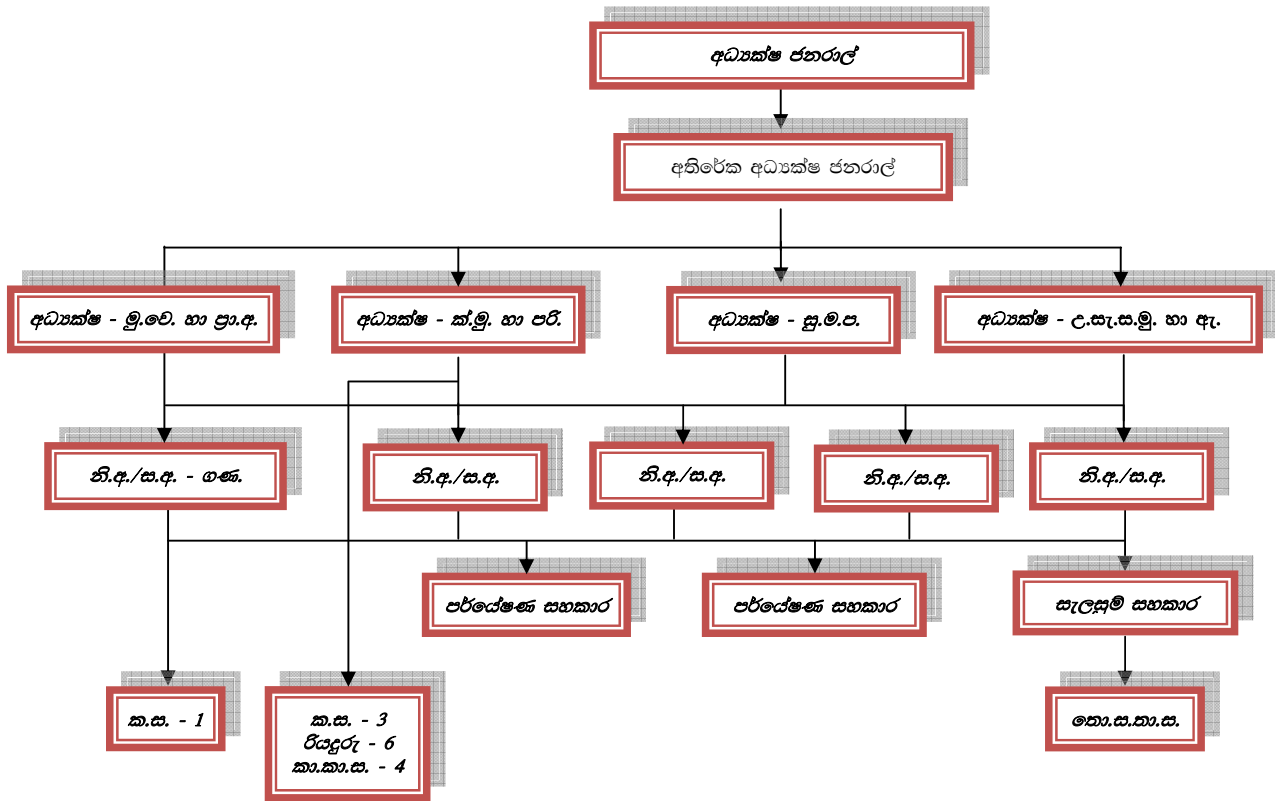 අධ්‍යක්ෂ ජනරාල්
අතිරේක අධ්‍යක්ෂ ජනරාල්
අධ්‍යක්ෂ - මු.වෙ. හා ප්‍රා.අ.
අධ්‍යක්ෂ - ක්.මු. හා පරි.
අධ්‍යක්ෂ - සු.ම.ප.
අධ්‍යක්ෂ - උ.සැ.ස.මු. හා ඇ.
නි.අ./ස.අ. - ගණ.
නි.අ./ස.අ.
නි.අ./ස.අ.
නි.අ./ස.අ.
නි.අ./ස.අ.
පර්යේෂණ සහකාර
පර්යේෂණ සහකාර
සැලසුම් සහකාර
ක.ස. - 1
ක.ස. - 3
රියදුරු - 6
කා.කා.ස. - 4
තො.ස.තා.ස.